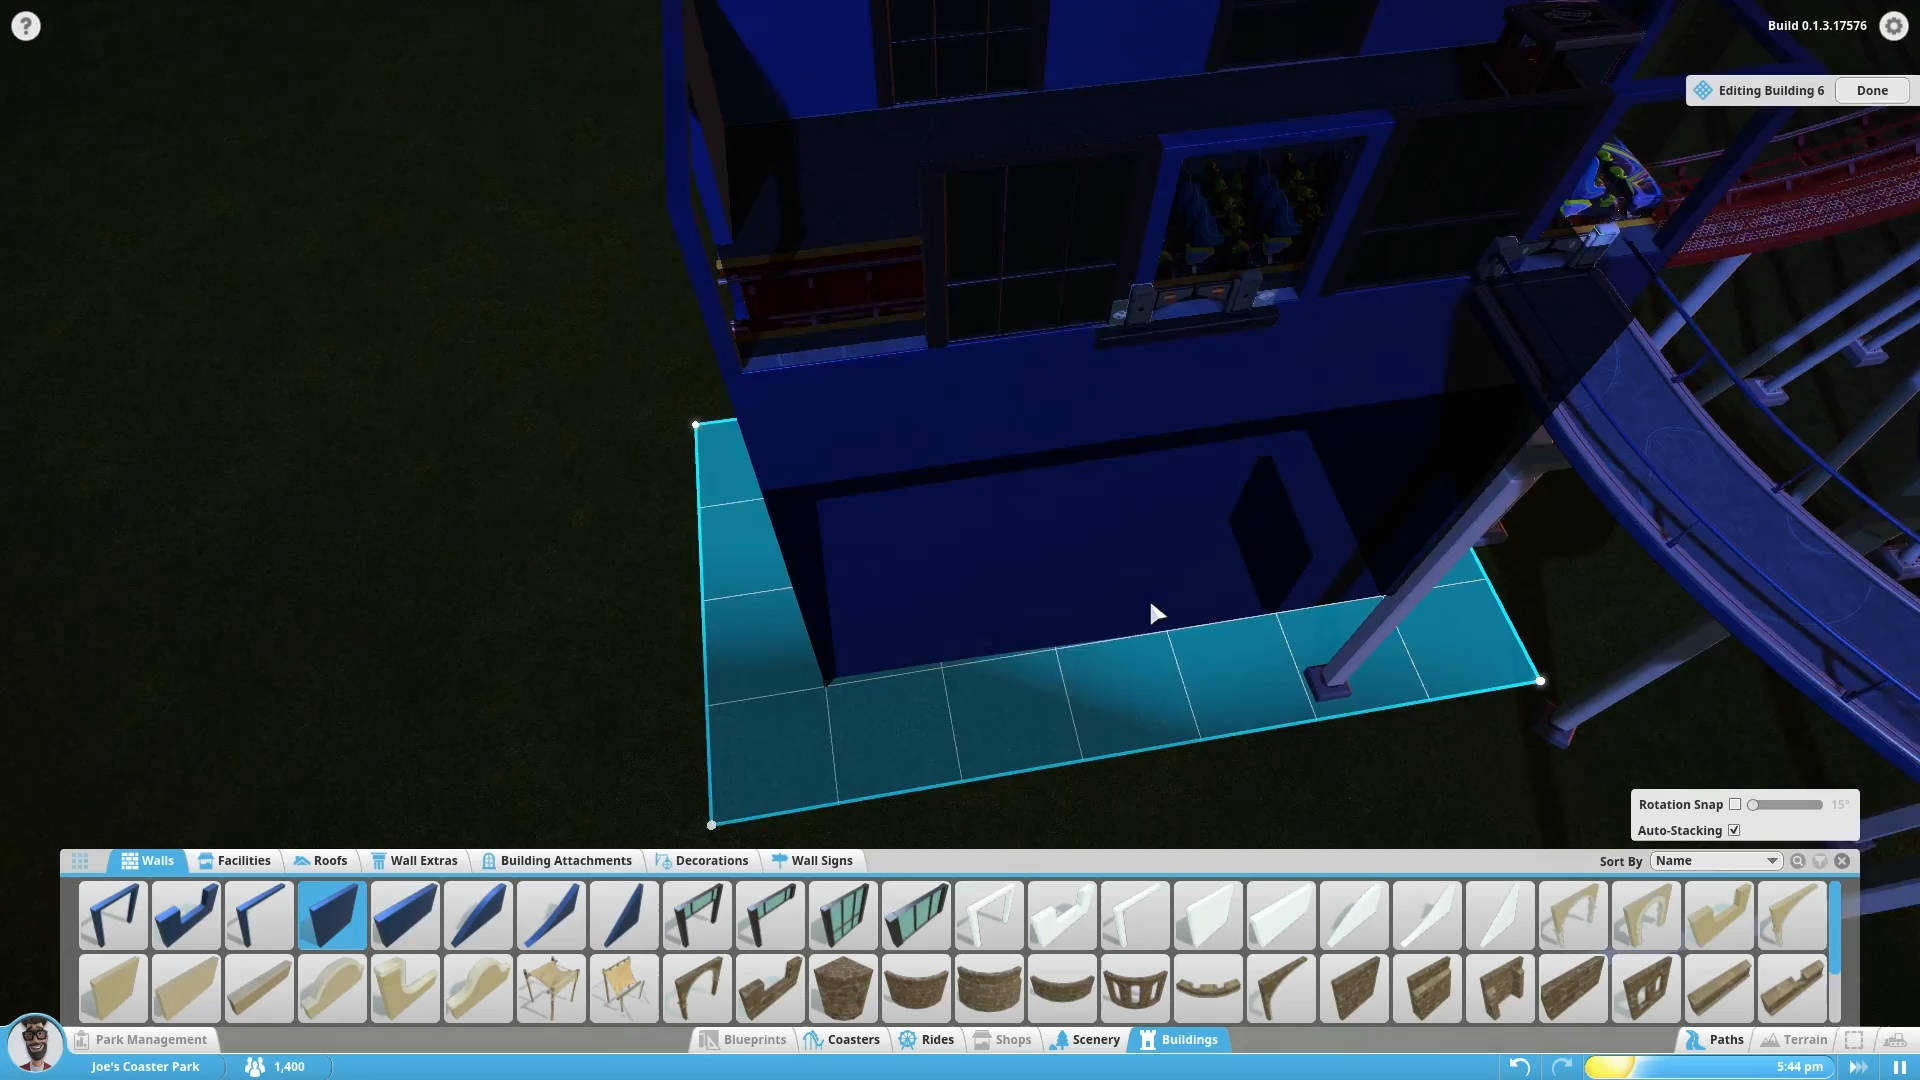 ?
Build 0.1.3.17576
Editing Building 6
Done
Rotation Snap
15°
Auto-Stacking
Walls
Facilities
Roofs
Wall Extras
Building Attachments
Decorations
Wall Signs
Sort By
Name
Park Management
Blueprints
Coasters
Rides
Shops
Scenery
Buildings
Paths
Terrain
Joe's Coaster Park
1,400
5:44 pm